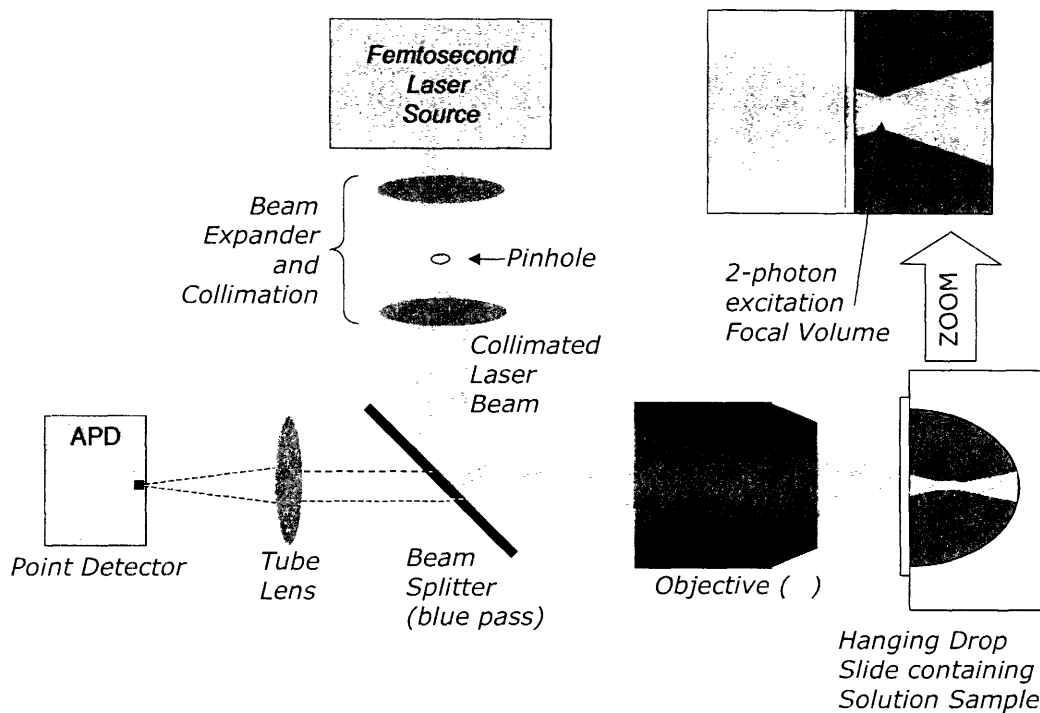 Femtosecond
Laser
Source
Beam
Expander
and
Collimation
Pinhole
2-photon
excitation
Focal Volume
ZOOM
Collimated
Laser
Beam
APD
Point Detector
Tube
Lens
Beam
Splitter
(blue pass)
Objective ( )
Hanging Drop
Slide containing
Solution Sample